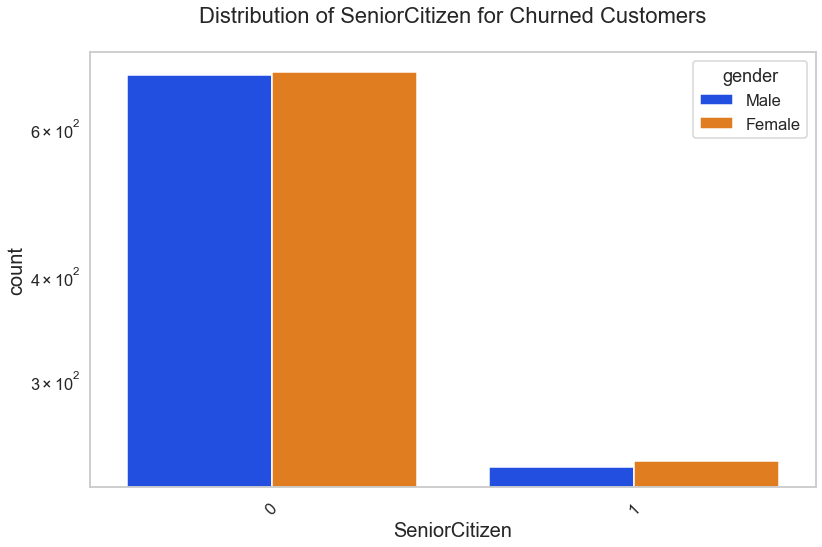 Distribution of SeniorCitizen for Churned Customers
gender
Male
Female
6 × 10²
4 × 10²
3 × 10²
count
0
1
SeniorCitizen